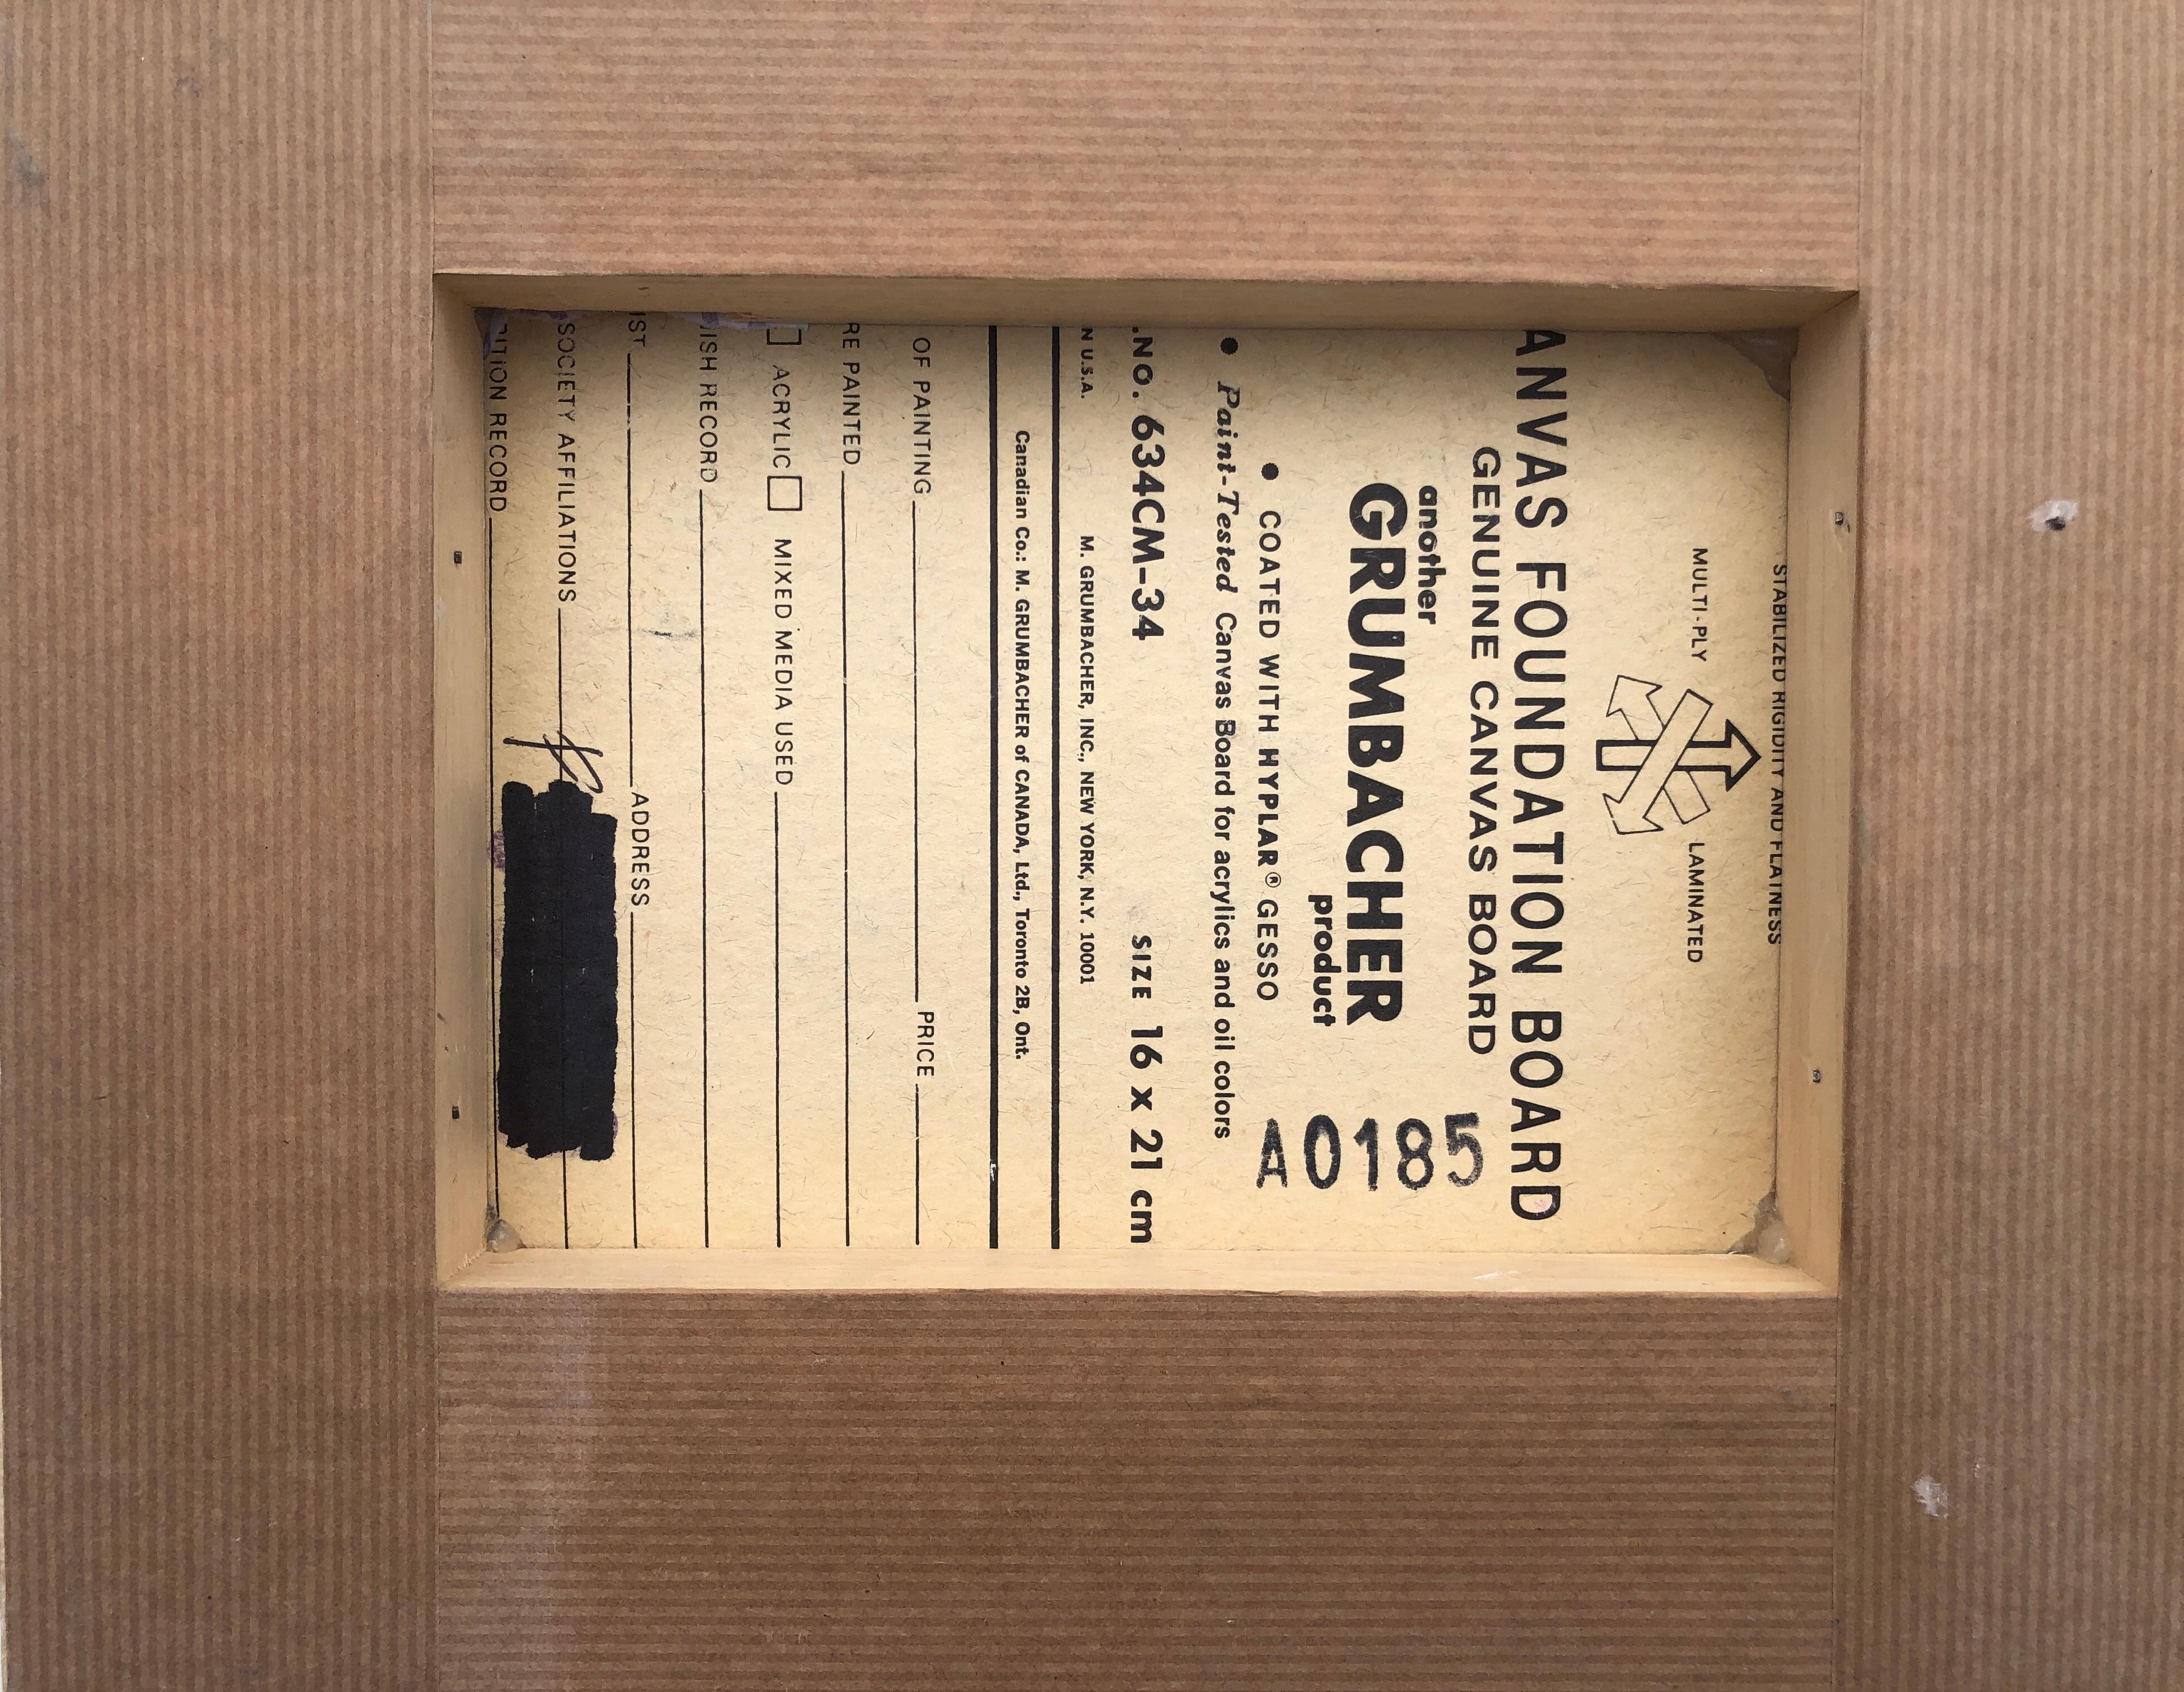 STABILIZED RIGIDITY AND FLATNESS
MULTI-PLY LAMINATED
ANVAS FOUNDATION BOARD
GENUINE CANVAS BOARD
another
GRUMBACHER
product
A0185
• COATED WITH HYPLAR® GESSO
• Paint-Tested Canvas Board for acrylics and oil colors
.NO. 634CM-34 SIZE 16 x 21 cm
N U.S.A. M. GRUMBACHER, INC., NEW YORK, N.Y. 10001
Canadian Co.: M. GRUMBACHER of CANADA, Ltd., Toronto 2B, Ont.
OF PAINTING PRICE
RE PAINTED
ACRYLIC MIXED MEDIA USED
ISH RECORD
IST ADDRESS
SOCIETY AFFILIATIONS
ITION RECORD